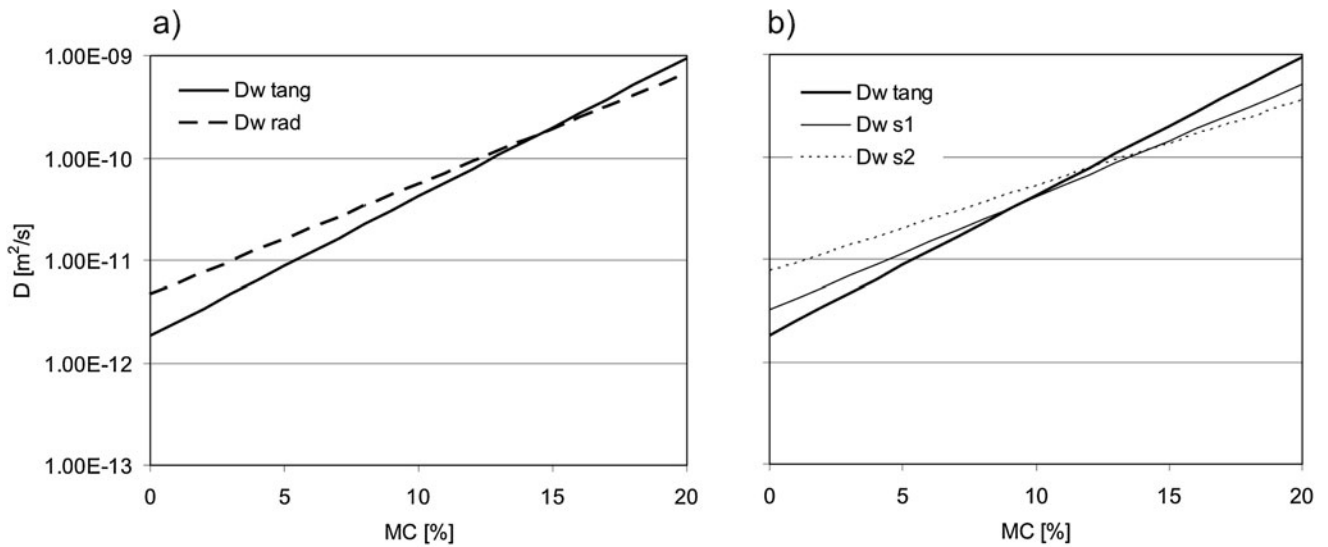 a)
1.00E-09
1.00E-10
1.00E-11
1.00E-12
1.00E-13
D [m²/s]
Dw tang
Dw rad
0 5 10 15 20
MC [%]
b)
Dw tang
Dw s1
Dw s2
0 5 10 15 20
MC [%]